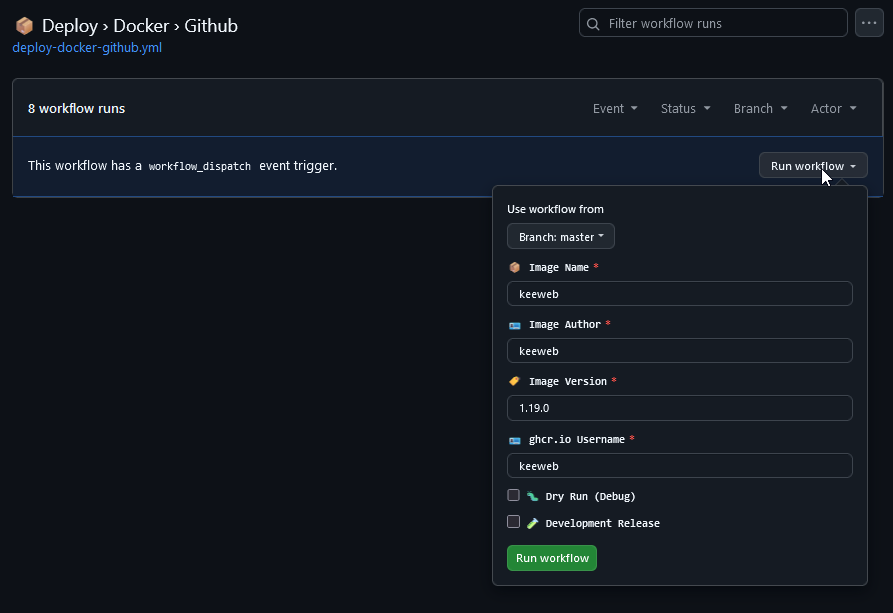 Deploy › Docker › Github
Filter workflow runs
deploy-docker-github.yml
8 workflow runs
Event
Status
Branch
Actor
This workflow has a workflow_dispatch event trigger.
Run workflow
Use workflow from
Branch: master
Image Name *
keeweb
Image Author *
keeweb
Image Version *
1.19.0
ghcr.io Username *
keeweb
Dry Run (Debug)
Development Release
Run workflow